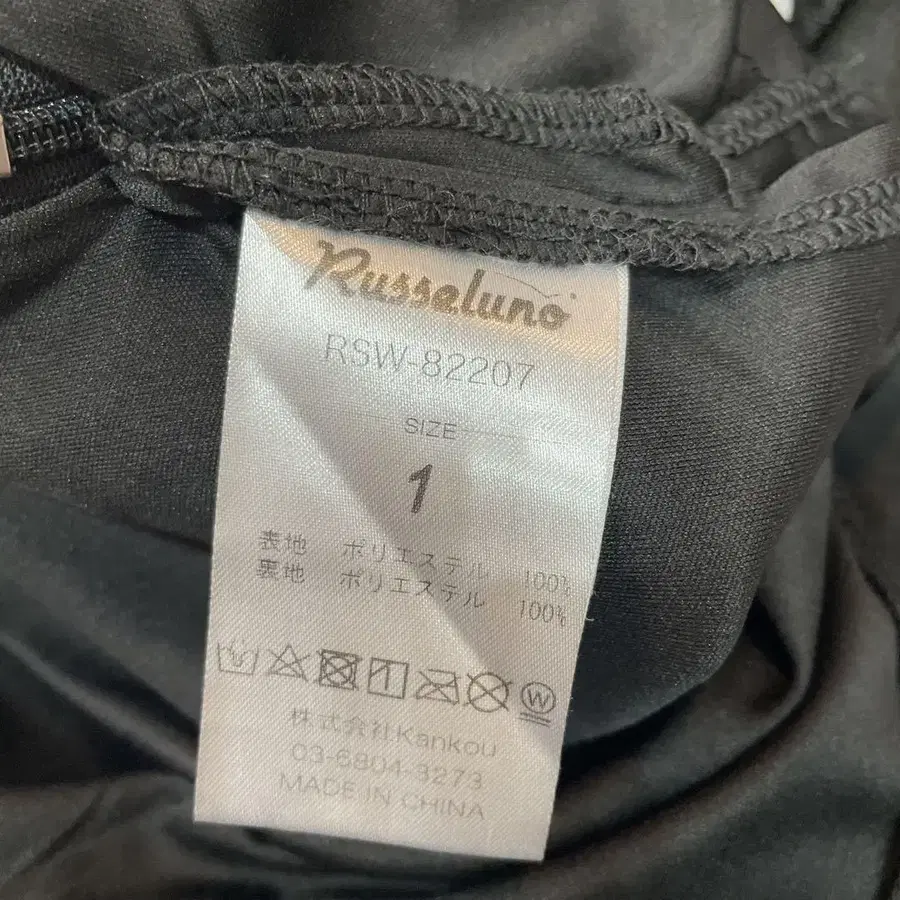 Russeluno
RSW-82207
SIZE
1
表地 ポリエステル 100%
裏地 ポリエステル 100%
W
株式会社Kankou
03-6804-3273
MADE IN CHINA